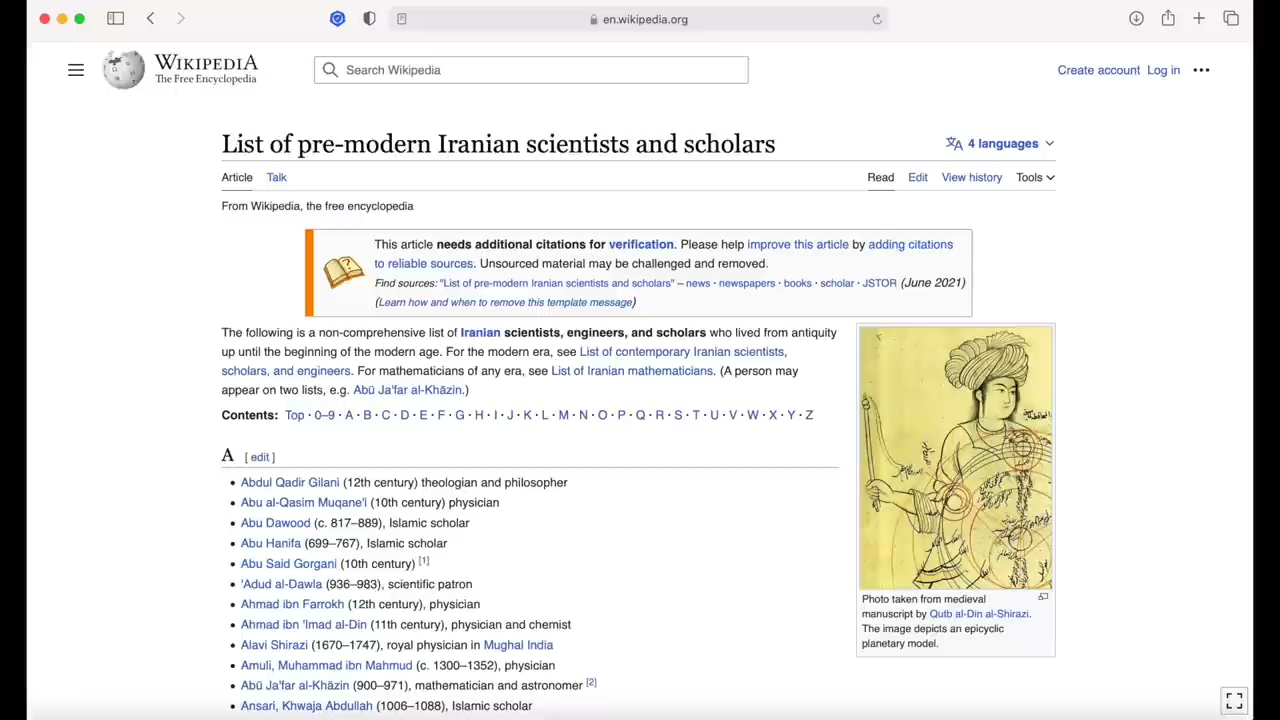 en.wikipedia.org
WIKIPEDIA
The Free Encyclopedia
Search Wikipedia
Create account Log in
List of pre-modern Iranian scientists and scholars
4 languages
Article Talk
Read Edit View history Tools
From Wikipedia, the free encyclopedia
This article needs additional citations for verification. Please help improve this article by adding citations
to reliable sources. Unsourced material may be challenged and removed.
Find sources: "List of pre-modern Iranian scientists and scholars" – news · newspapers · books · scholar · JSTOR (June 2021)
(Learn how and when to remove this template message)
The following is a non-comprehensive list of Iranian scientists, engineers, and scholars who lived from antiquity
up until the beginning of the modern age. For the modern era, see List of contemporary Iranian scientists,
scholars, and engineers. For mathematicians of any era, see List of Iranian mathematicians. (A person may
appear on two lists, e.g. Abū Ja'far al-Khāzin.)
Contents: Top · 0–9 · A · B · C · D · E · F · G · H · I · J · K · L · M · N · O · P · Q · R · S · T · U · V · W · X · Y · Z
A [ edit ]
• Abdul Qadir Gilani (12th century) theologian and philosopher
• Abu al-Qasim Muqane'i (10th century) physician
• Abu Dawood (c. 817–889), Islamic scholar
• Abu Hanifa (699–767), Islamic scholar
• Abu Said Gorgani (10th century) [1]
• 'Adud al-Dawla (936–983), scientific patron
• Ahmad ibn Farrokh (12th century), physician
• Ahmad ibn 'Imad al-Din (11th century), physician and chemist
• Alavi Shirazi (1670–1747), royal physician in Mughal India
• Amuli, Muhammad ibn Mahmud (c. 1300–1352), physician
• Abū Ja'far al-Khāzin (900–971), mathematician and astronomer [2]
• Ansari, Khwaja Abdullah (1006–1088), Islamic scholar
Photo taken from medieval
manuscript by Qutb al-Din al-Shirazi.
The image depicts an epicyclic
planetary model.